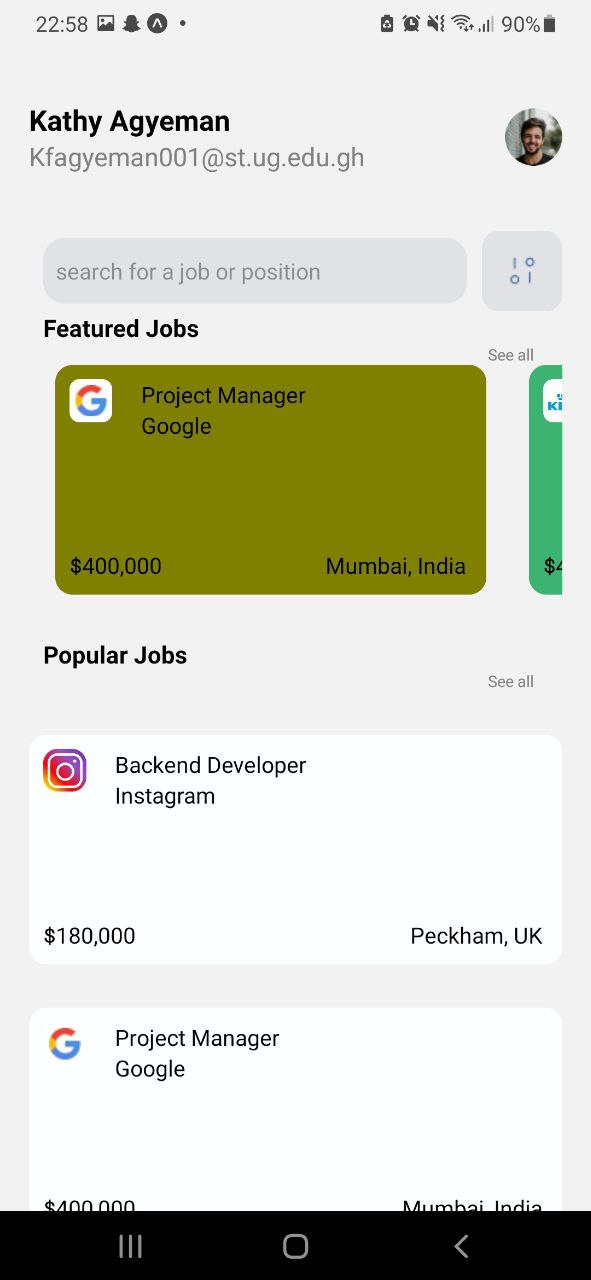 22:58
90%
Kathy Agyeman
Kfagyeman001@st.ug.edu.gh
search for a job or position
Featured Jobs
See all
Project Manager
Google
$400,000
Mumbai, India
Popular Jobs
See all
Backend Developer
Instagram
$180,000
Peckham, UK
Project Manager
Google
$400,000
Mumbai, India